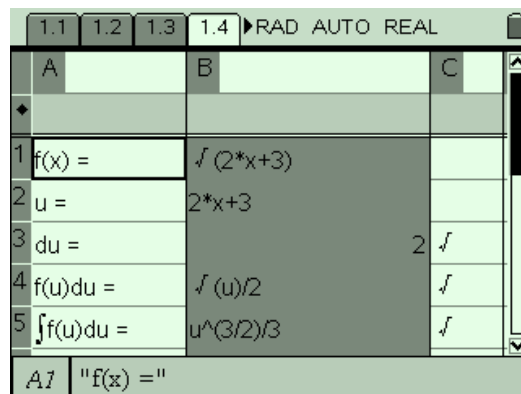 1.1 1.2 1.3 1.4 RAD AUTO REAL
A B C
◆
1 f(x) = √(2*x+3)
2 u = 2*x+3
3 du = 2 √
4 f(u)du = √(u)/2 √
5 ∫f(u)du = u^(3/2)/3 √
A1 "f(x) ="